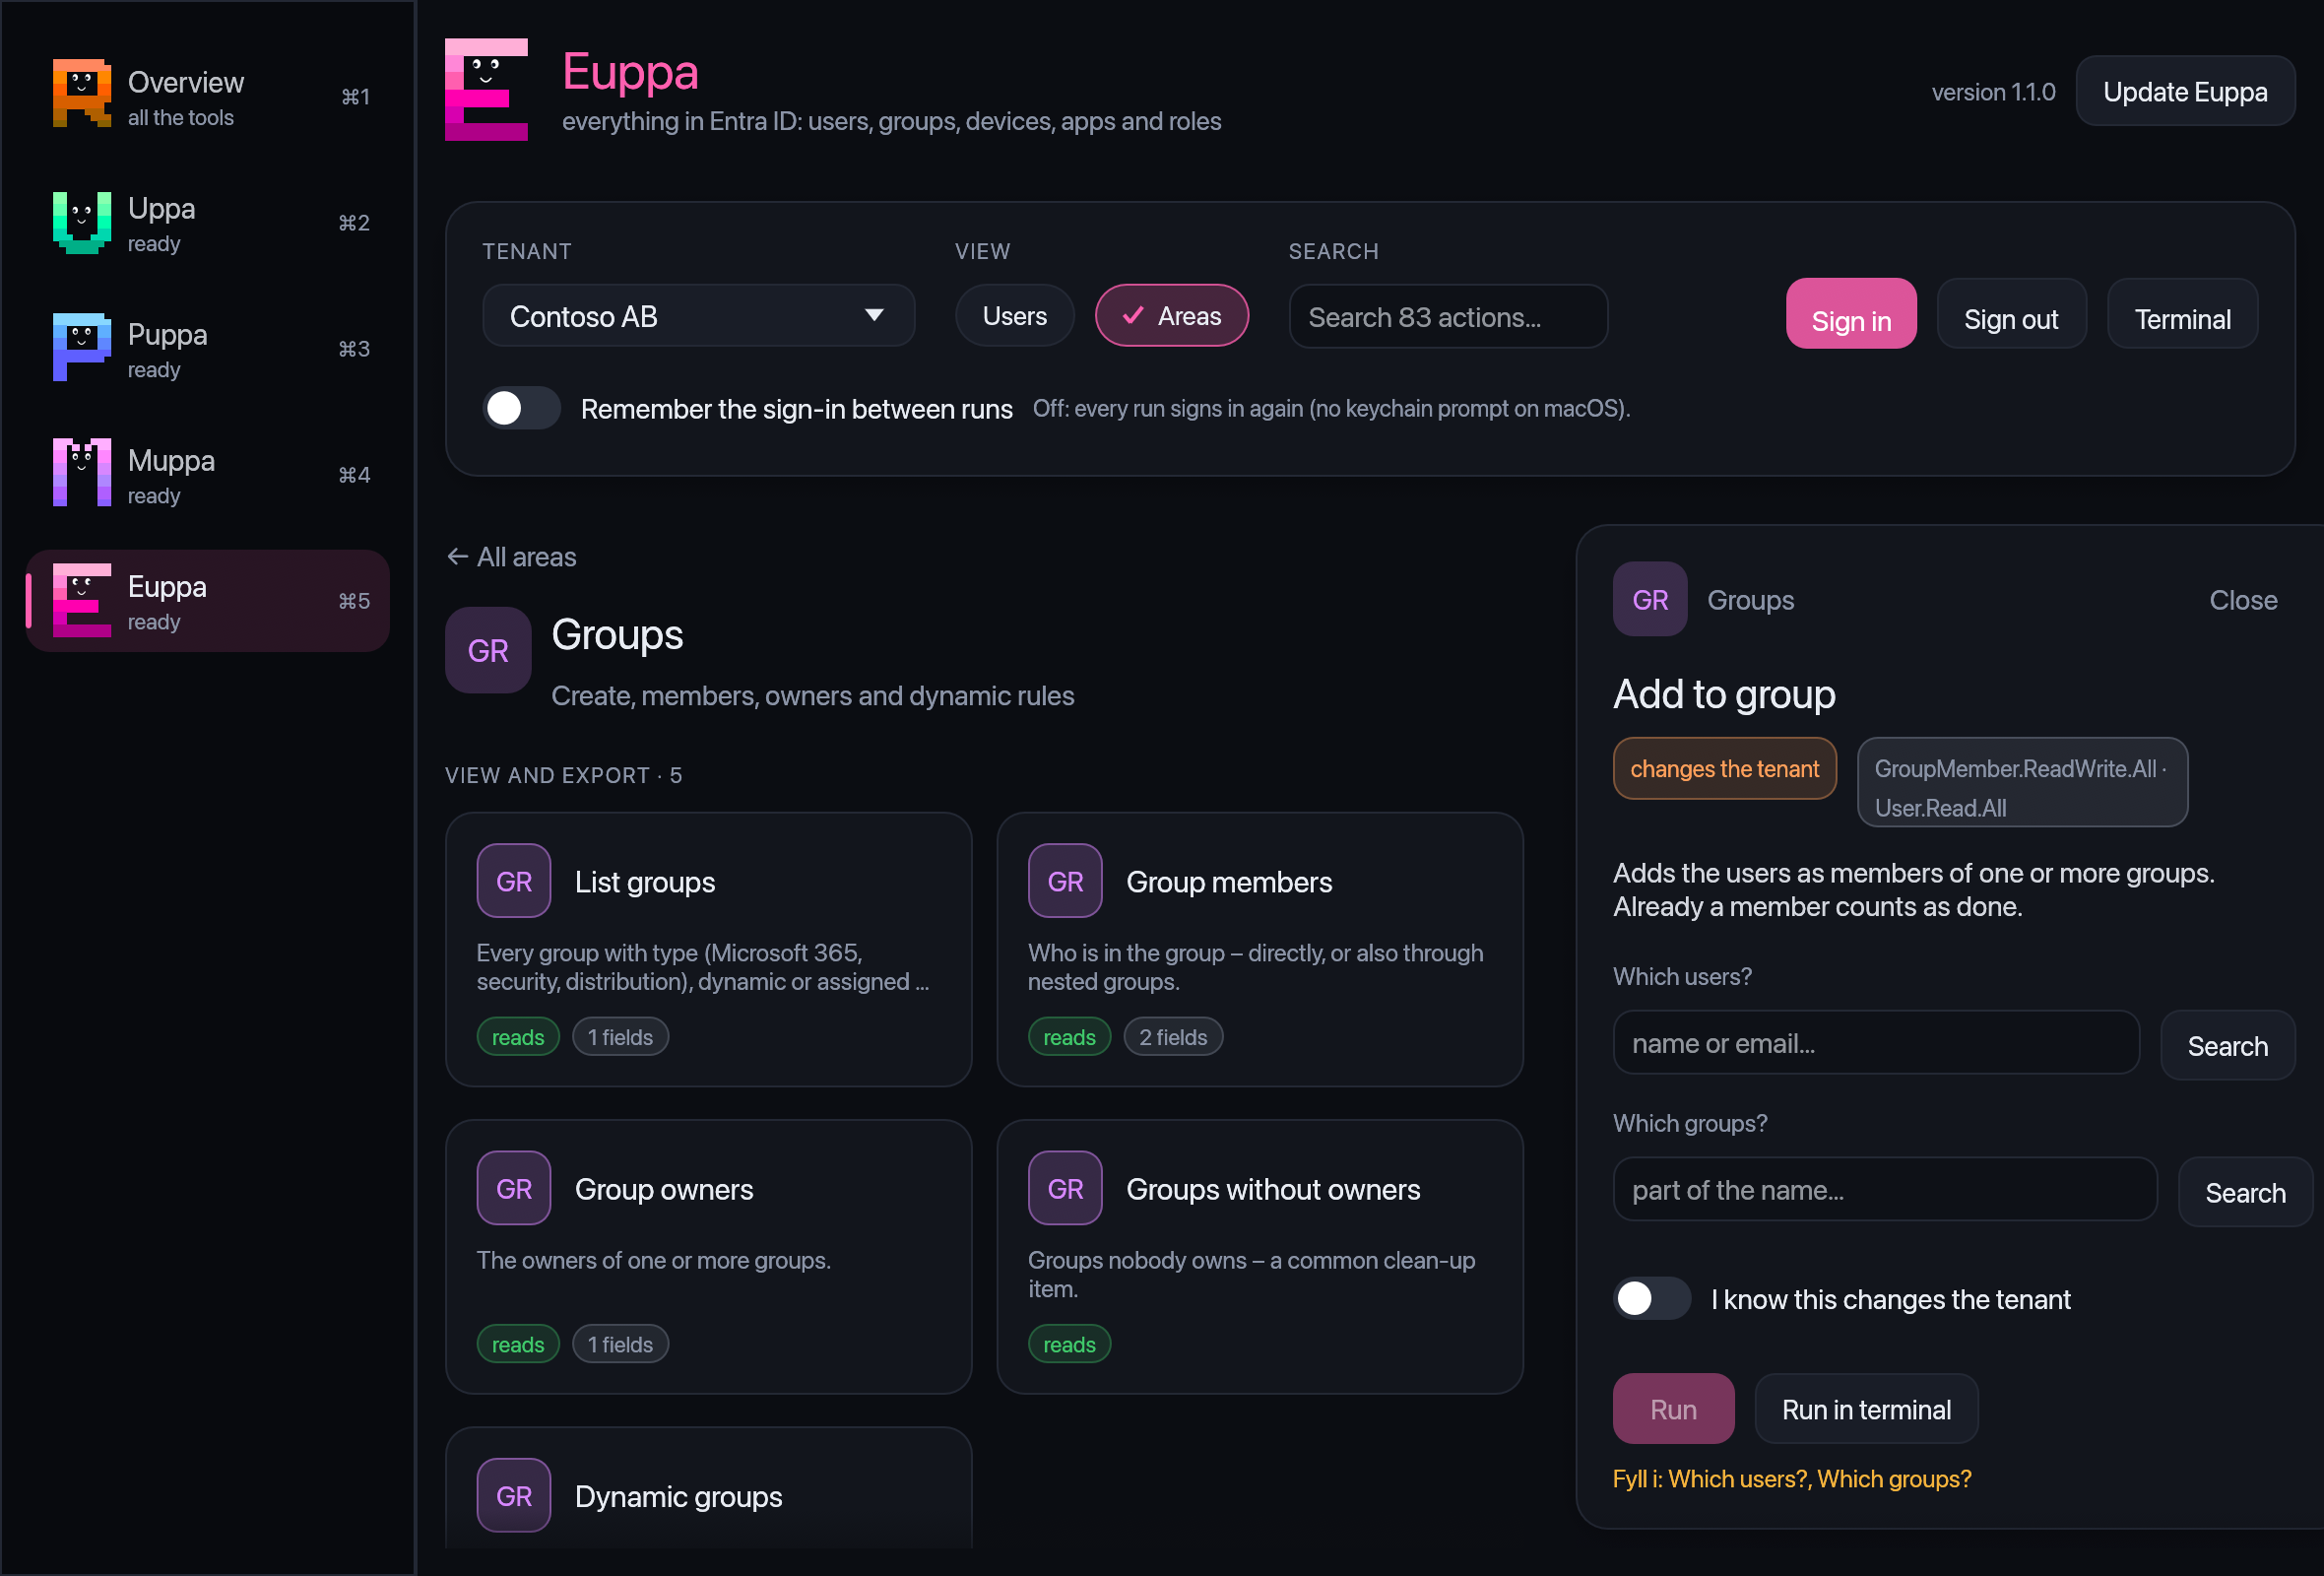 Overview
all the tools
⌘1
Uppa
ready
⌘2
Puppa
ready
⌘3
Muppa
ready
⌘4
Euppa
ready
⌘5
Euppa
everything in Entra ID: users, groups, devices, apps and roles
version 1.1.0
Update Euppa
TENANT
Contoso AB
VIEW
Users
Areas
SEARCH
Search 83 actions...
Sign in
Sign out
Terminal
Remember the sign-in between runs
Off: every run signs in again (no keychain prompt on macOS).
← All areas
GR
Groups
Create, members, owners and dynamic rules
VIEW AND EXPORT · 5
GR
List groups
Every group with type (Microsoft 365,
security, distribution), dynamic or assigned ...
reads
1 fields
GR
Group members
Who is in the group – directly, or also through
nested groups.
reads
2 fields
GR
Group owners
The owners of one or more groups.
reads
1 fields
GR
Groups without owners
Groups nobody owns – a common clean-up
item.
reads
GR
Dynamic groups
GR
Groups
Close
Add to group
changes the tenant
GroupMember.ReadWrite.All ·
User.Read.All
Adds the users as members of one or more groups.
Already a member counts as done.
Which users?
name or email...
Search
Which groups?
part of the name...
Search
I know this changes the tenant
Run
Run in terminal
Fyll i: Which users?, Which groups?